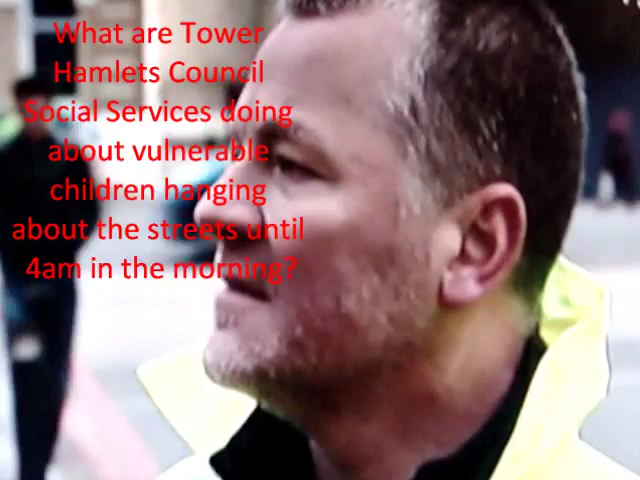 What are Tower
Hamlets Council
Social Services doing
about vulnerable
children hanging
about the streets until
4am in the morning?